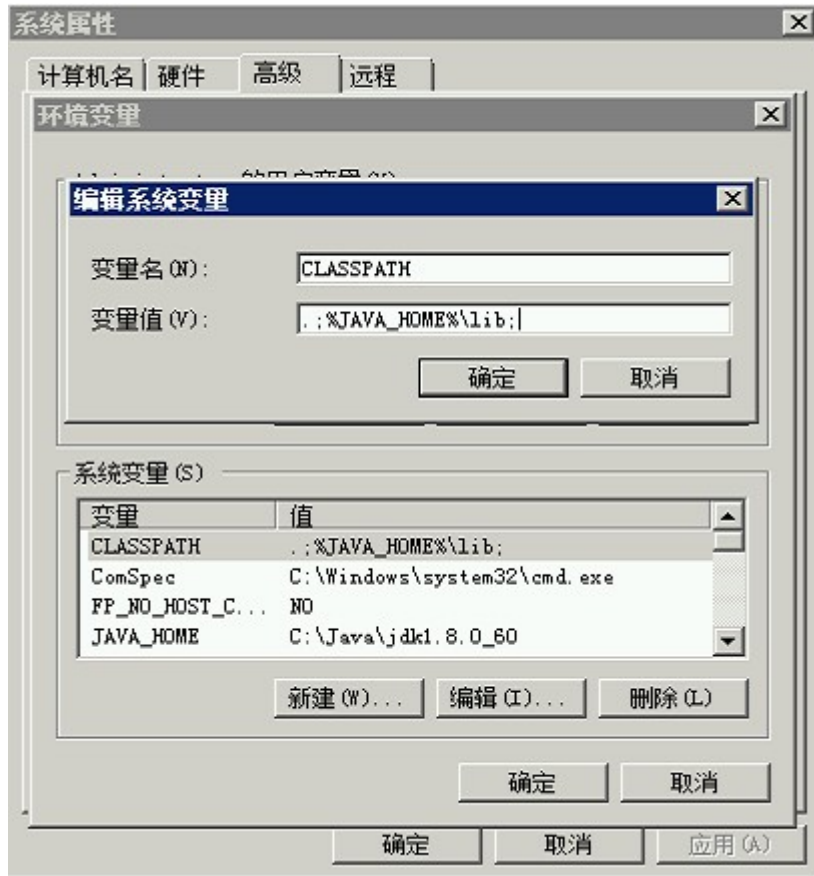 系统属性
计算机名 硬件 高级 远程
环境变量
编辑系统变量
变量名(N): CLASSPATH
变量值(V): .;%JAVA_HOME%\lib;
确定 取消
系统变量(S)
变量 值
CLASSPATH .;%JAVA_HOME%\lib;
ComSpec C:\Windows\system32\cmd.exe
FP_NO_HOST_C... NO
JAVA_HOME C:\Java\jdk1.8.0_60
新建(W)... 编辑(I)... 删除(L)
确定 取消
确定 取消 应用(A)